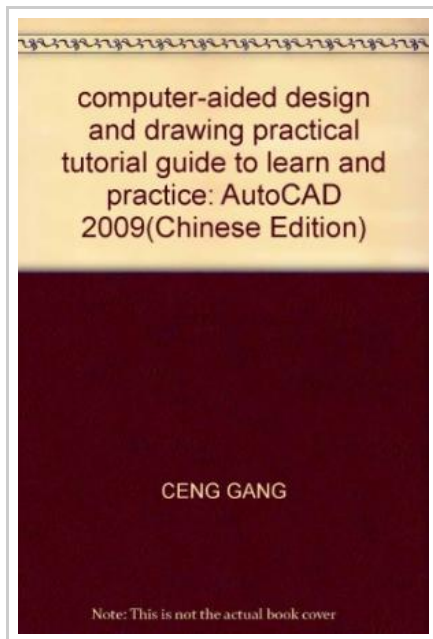 computer-aided design
and drawing practical
tutorial guide to learn and
practice: AutoCAD
2009(Chinese Edition)
CENG GANG
Note: This is not the actual book cover